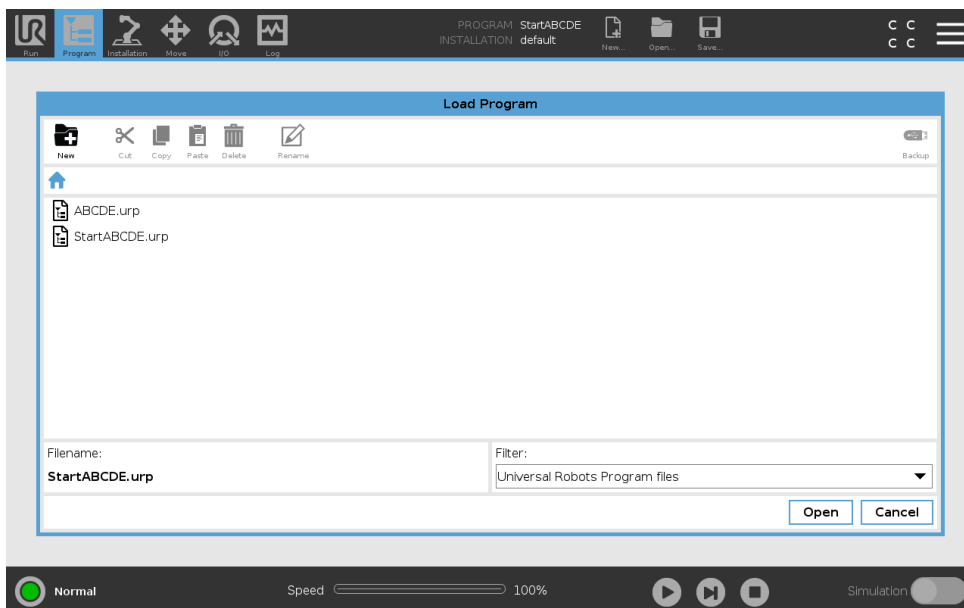 UR
PROGRAM StartABCDE
INSTALLATION default
C C
C C
Run Program Installation Move I/O Log New... Open... Save...
Load Program
New Cut Copy Paste Delete Rename Backup
ABCDE.urp
StartABCDE.urp
Filename:
Filter:
StartABCDE.urp
Universal Robots Program files
Open Cancel
Normal Speed 100% Simulation